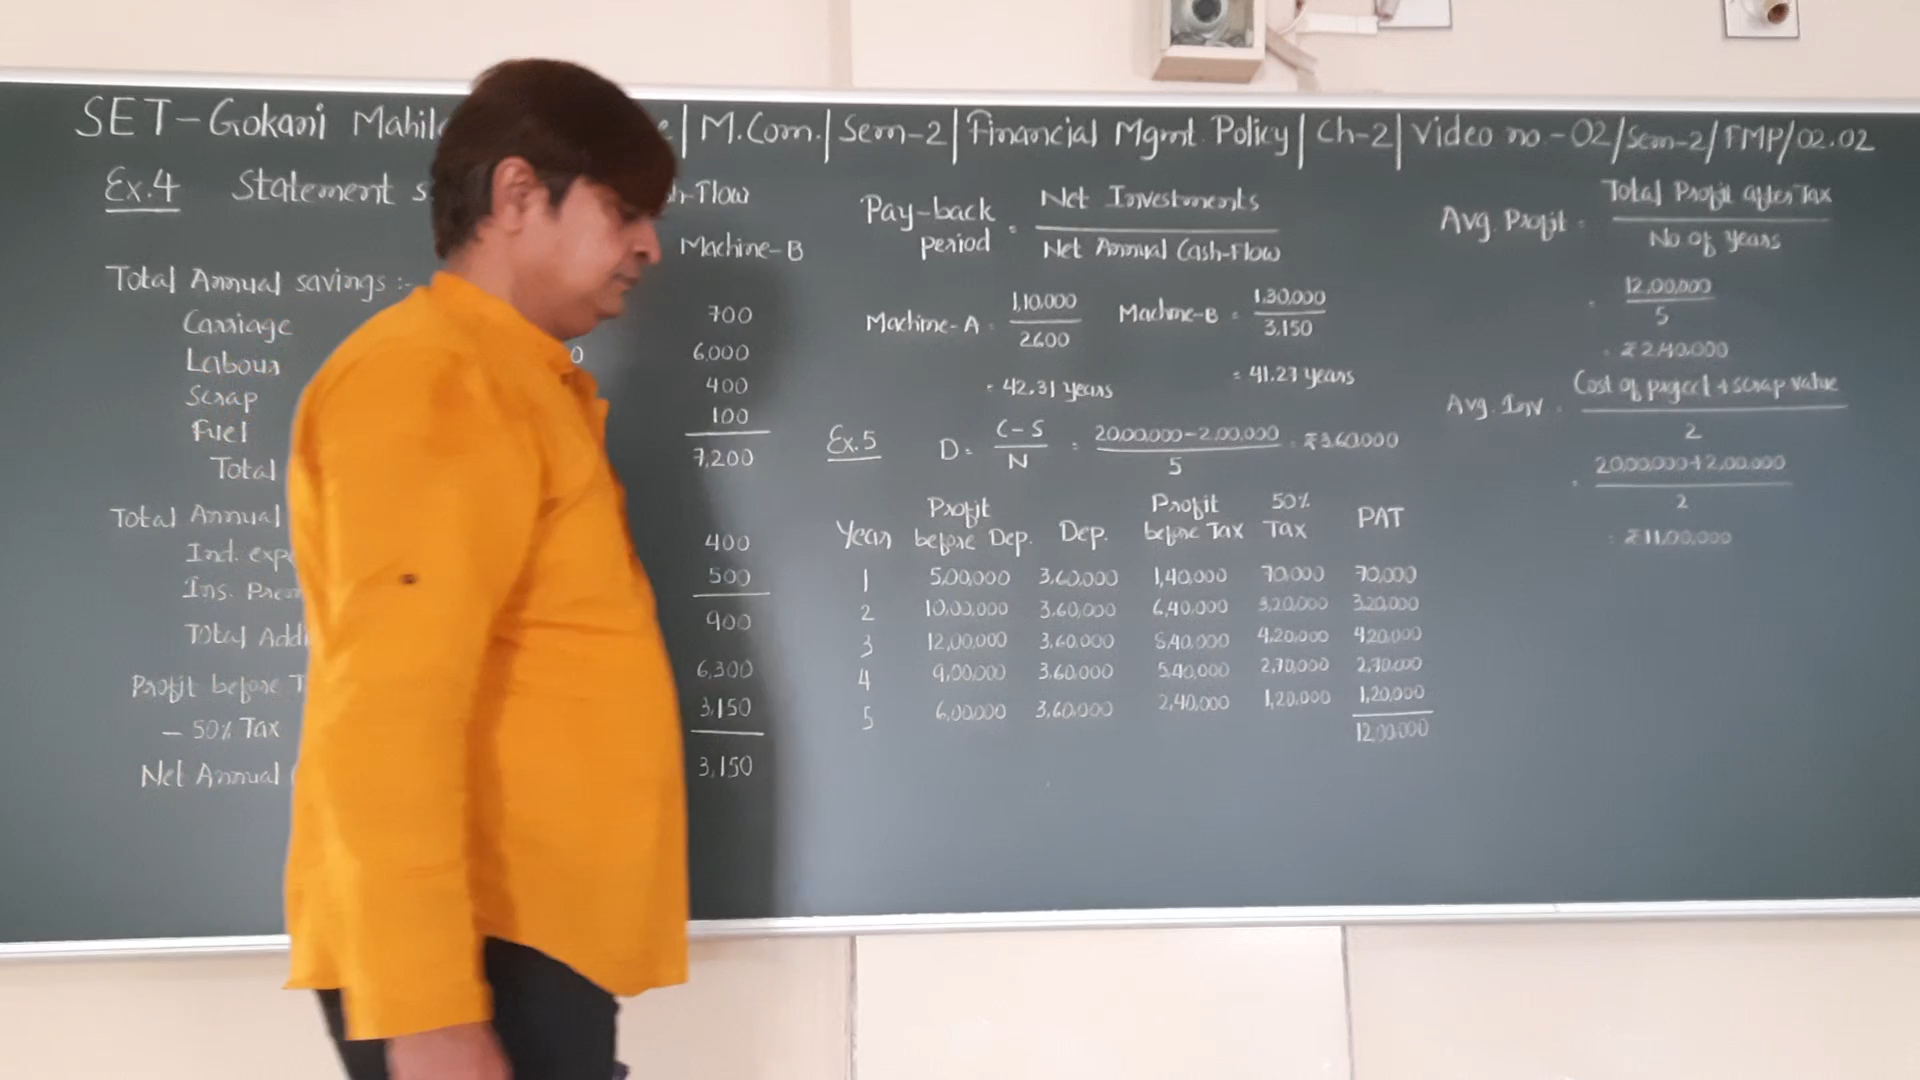 SET-Gokani Mahila | M.Com. | Sem-2 | Financial Mgmt. Policy | Ch-2 | Video no.-02/Sem-2/FMP/02.02
Ex.4 Statement Flow
Machine-B
Total Annual savings :-
Carriage 700
Labour 0 6,000
Scrap 400
Fuel 100
Total 7,200
Total Annual
Ind. exp 400
Ins. Prem 500
Total Addi 900
Profit before T 6,300
- 50% Tax 3,150
Net Annual 3,150
Pay-back period = Net Investments / Net Annual Cash-Flow
Machine-A = 1,10,000 / 2600 Machine-B = 1,30,000 / 3,150
= 42.31 years = 41.27 years
Ex.5 D = C-S / N = 20,00,000-2,00,000 / 5 = ₹3,60,000
Year Profit before Dep. Dep. Profit before Tax 50% Tax PAT
1 5,00,000 3,60,000 1,40,000 70,000 70,000
2 10,00,000 3,60,000 6,40,000 3,20,000 3,20,000
3 12,00,000 3,60,000 8,40,000 4,20,000 4,20,000
4 9,00,000 3,60,000 5,40,000 2,70,000 2,70,000
5 6,00,000 3,60,000 2,40,000 1,20,000 1,20,000
12,00,000
Avg. Profit = Total Profit after Tax / No. of Years
= 12,00,000 / 5
= ₹2,40,000
Avg. Inv = Cost of project + scrap value / 2
= 20,00,000+2,00,000 / 2
= ₹11,00,000